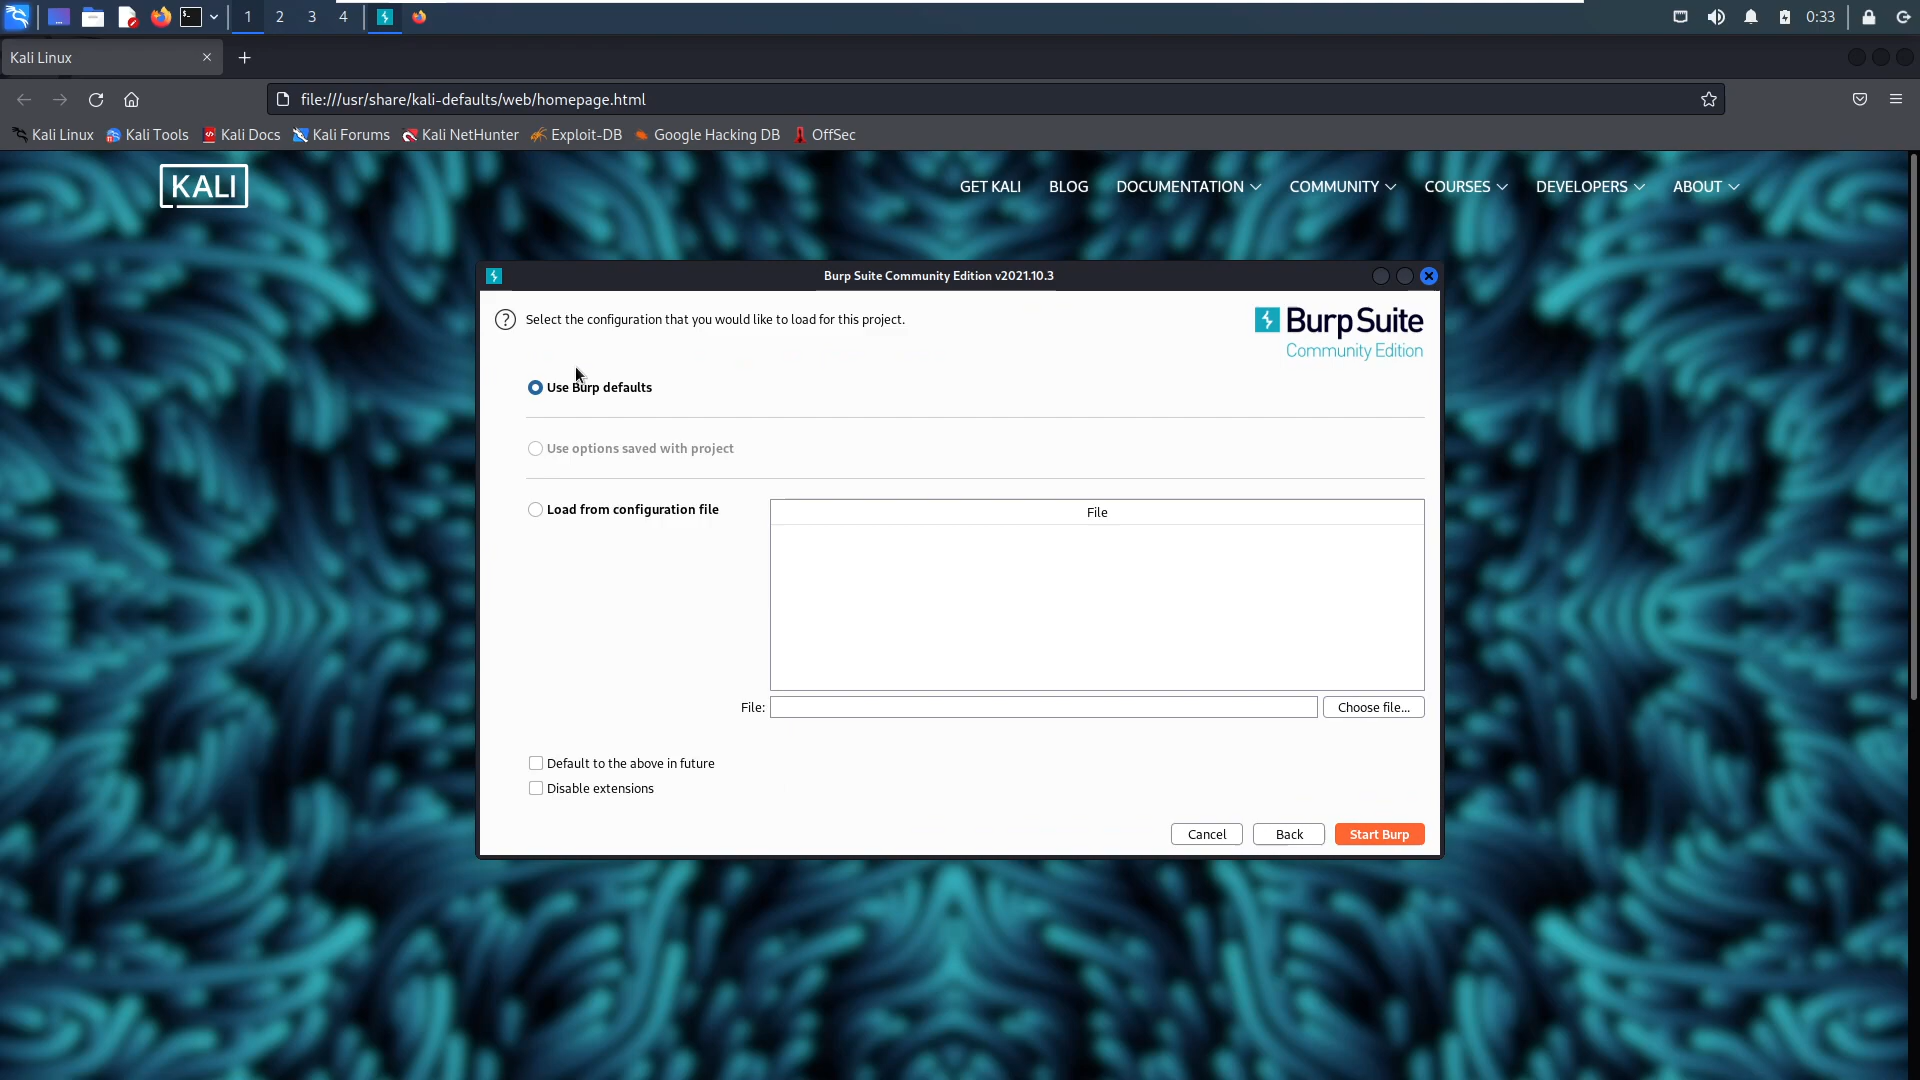 1 2 3 4 0:33
Kali Linux
file:///usr/share/kali-defaults/web/homepage.html
Kali Linux Kali Tools Kali Docs Kali Forums Kali NetHunter Exploit-DB Google Hacking DB OffSec
KALI GET KALI BLOG DOCUMENTATION COMMUNITY COURSES DEVELOPERS ABOUT
Burp Suite Community Edition v2021.10.3
? Select the configuration that you would like to load for this project.
Burp Suite
Community Edition
Use Burp defaults
Use options saved with project
Load from configuration file
File
File: Choose file...
Default to the above in future
Disable extensions
Cancel Back Start Burp